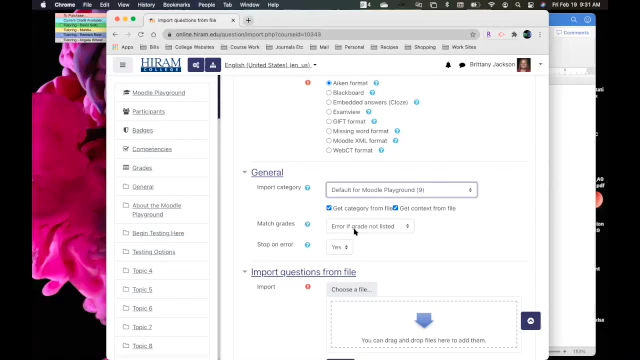 Chrome File Edit View History Bookmarks People Tab Window Help
Fri Feb 19 9:31 AM
import questions from file
online.hiram.edu/question/import.php?courseid=10343
Apps Bills College Websites Course Work Journals Etc Mail Printing Recipes Shopping Work COM
Comments
HIRAM
COLLEGE
English (United States) (en_us)
Brittany Jackson
Moodle Playground
Participants
Badges
Competencies
Grades
General
About the Moodle
Playground
Begin Testing Here
Testing Options
Topic 4
Topic 5
Topic 6
Topic 7
Topic 8
Aiken format
Blackboard
Embedded answers (Cloze)
Examview
GIFT format
Missing word format
Moodle XML format
WebCT format
General
Import category
Default for Moodle Playground (9)
Get category from file
Get context from file
Match grades
Error if grade not listed
Stop on error
Yes
Import questions from file
Import
Choose a file...
You can drag and drop files here to add them.